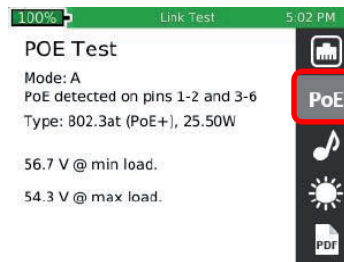 100% Link Test 5:02 PM
POE Test
Mode: A
PoE detected on pins 1-2 and 3-6
PoE
Type: 802.3at (PoE+), 25.50W
56.7 V @ min load.
54.3 V @ max load.
PDF